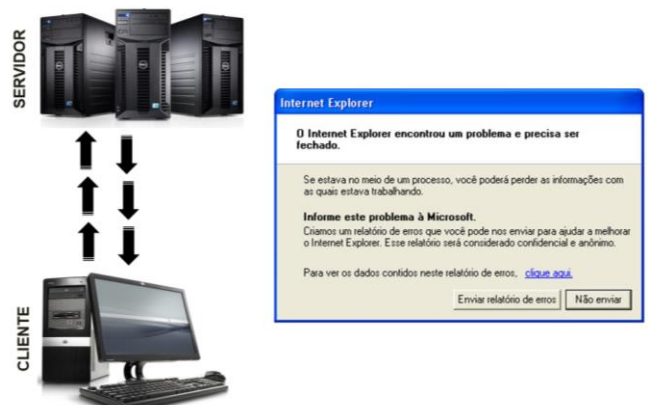 SERVIDOR
CLIENTE
Internet Explorer
O Internet Explorer encontrou um problema e precisa ser
fechado.
Se estava no meio de um processo, você poderá perder as informações com
as quais estava trabalhando.
Informe este problema à Microsoft.
Criamos um relatório de erros que você pode nos enviar para ajudar a melhorar
o Internet Explorer. Esse relatório será considerado confidencial e anônimo.
Para ver os dados contidos neste relatório de erros, clique aqui.
Enviar relatório de erros
Não enviar